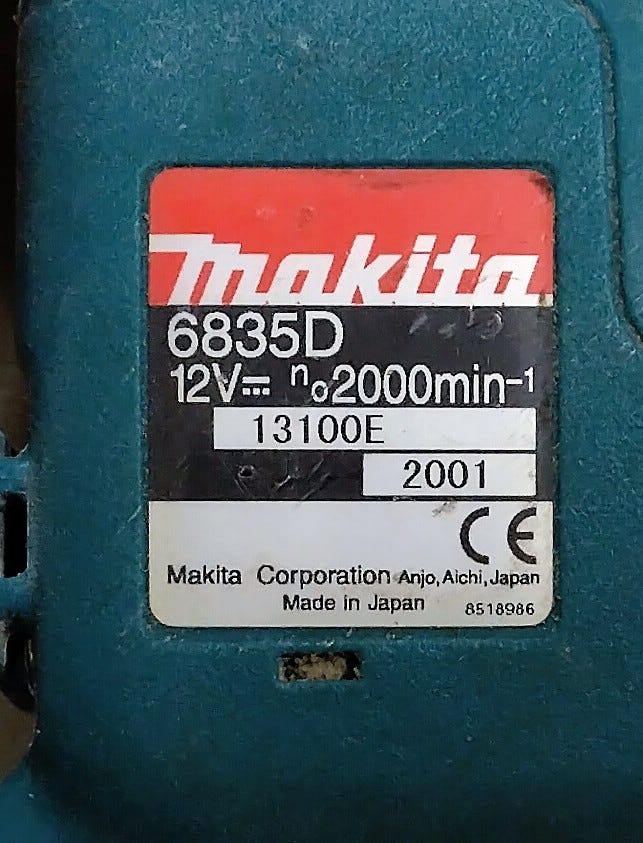 makita
6835D
12V⎓ n₀2000min⁻¹
13100E
2001
CE
Makita Corporation Anjo, Aichi, Japan
Made in Japan 8518986